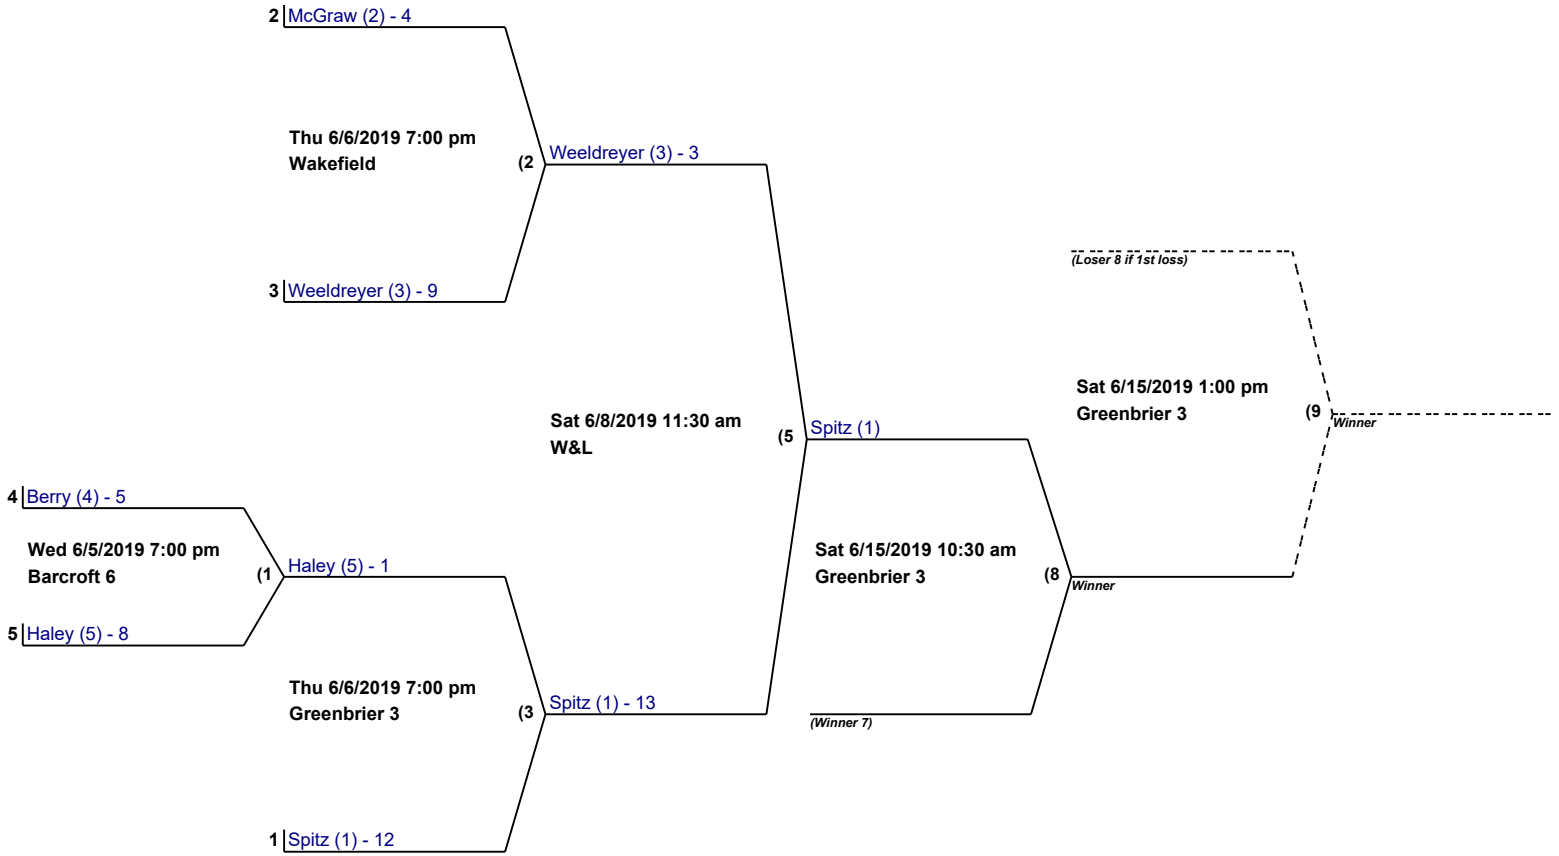 2 McGraw (2) - 4
Thu 6/6/2019 7:00 pm
Wakefield
(2 Weeldreyer (3) - 3
3 Weeldreyer (3) - 9
(Loser 8 if 1st loss)
Sat 6/15/2019 1:00 pm
Greenbrier 3
(9 Winner
Sat 6/8/2019 11:30 am
W&L
(5 Spitz (1)
4 Berry (4) - 5
Wed 6/5/2019 7:00 pm
Barcroft 6
(1 Haley (5) - 1
5 Haley (5) - 8
Sat 6/15/2019 10:30 am
Greenbrier 3
(8 Winner
Thu 6/6/2019 7:00 pm
Greenbrier 3
(3 Spitz (1) - 13
(Winner 7)
1 Spitz (1) - 12